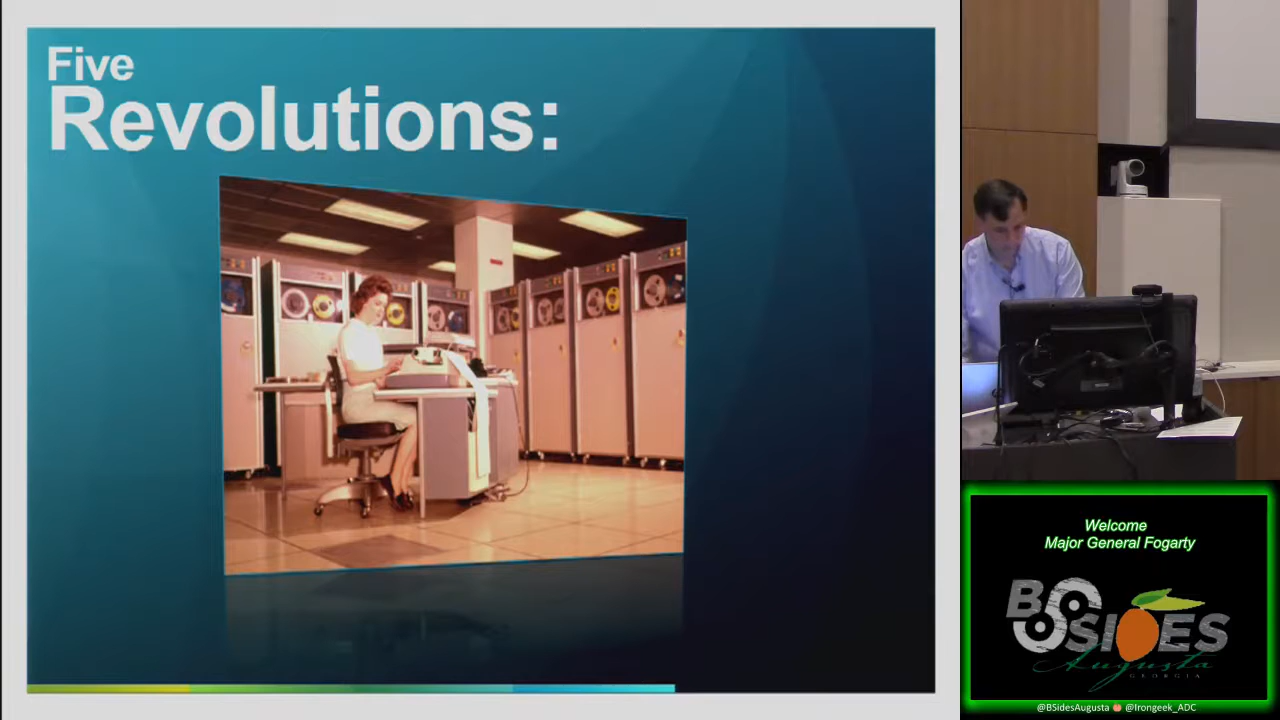 Five
Revolutions:
Welcome
Major General Fogarty
BSIDES
Augusta
GEORGIA
@BSidesAugusta @Irongeek_ADC